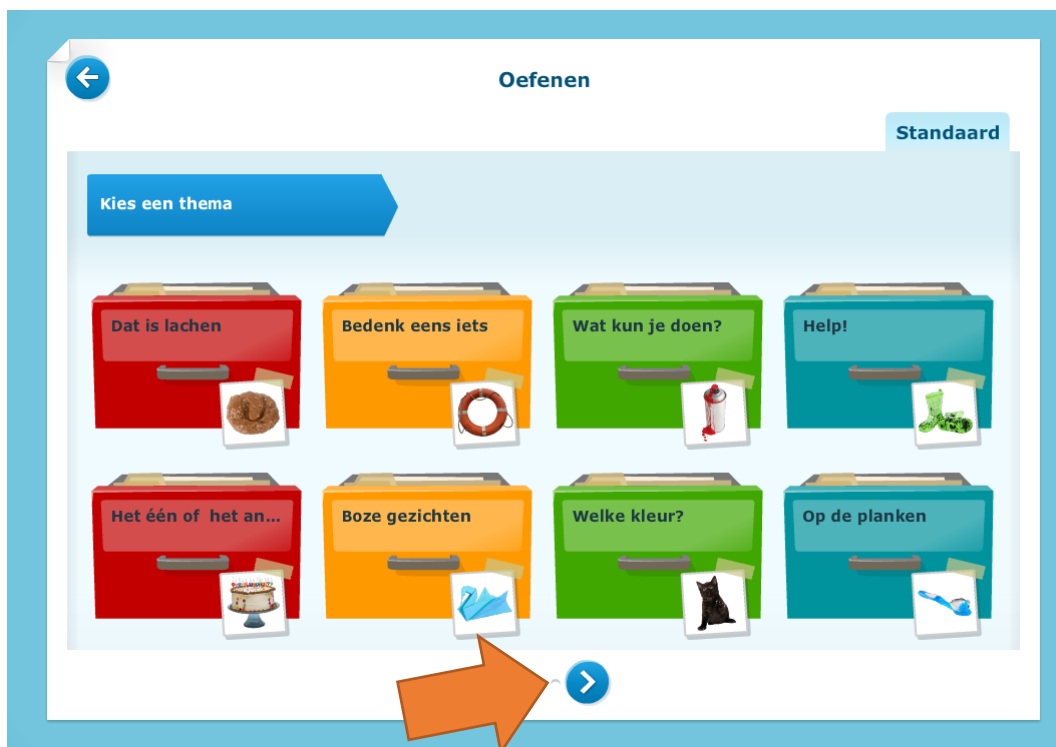 Oefenen
Standaard
Kies een thema
Dat is lachen
Bedenk eens iets
Wat kun je doen?
Help!
Het één of het an...
Boze gezichten
Welke kleur?
Op de planken